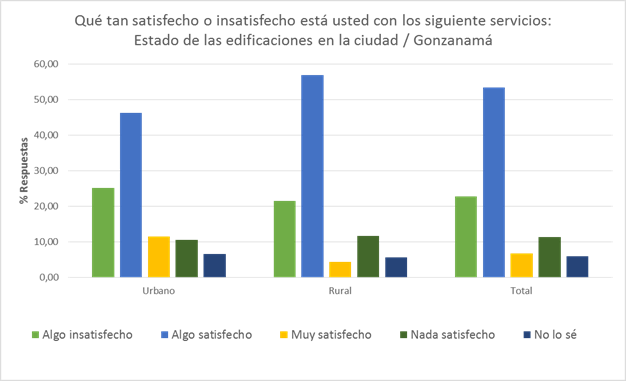 Qué tan satisfecho o insatisfecho está usted con los siguiente servicios:
Estado de las edificaciones en la ciudad / Gonzanamá
60,00
50,00
40,00
30,00
20,00
10,00
0,00
% Respuestas
Urbano Rural Total
Algo insatisfecho Algo satisfecho Muy satisfecho Nada satisfecho No lo sé